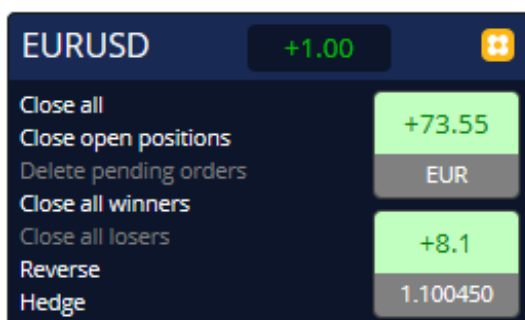 EURUSD +1.00
Close all
Close open positions
Delete pending orders
Close all winners
Close all losers
Reverse
Hedge
+73.55
EUR
+8.1
1.100450